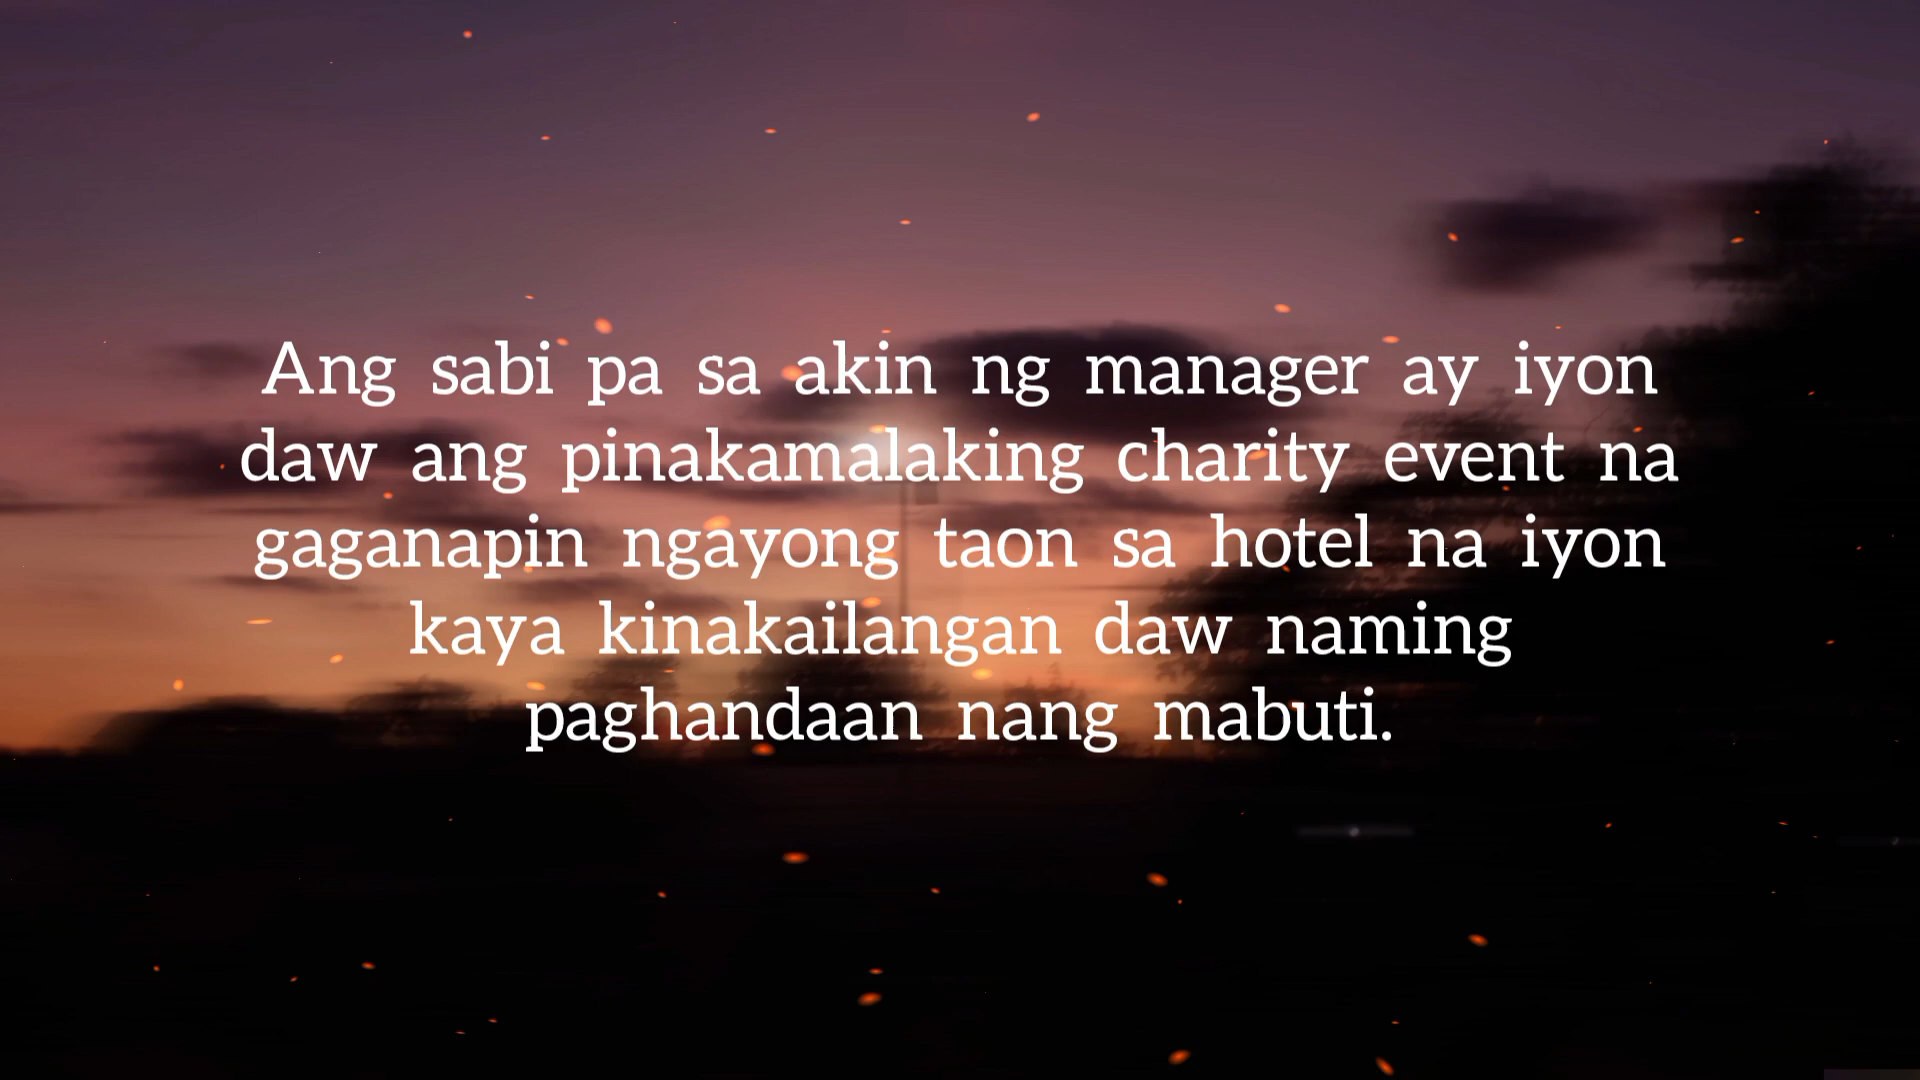 Ang sabi pa sa akin ng manager ay iyon
daw ang pinakamalaking charity event na
gaganapin ngayong taon sa hotel na iyon
kaya kinakailangan daw naming
paghandaan nang mabuti.